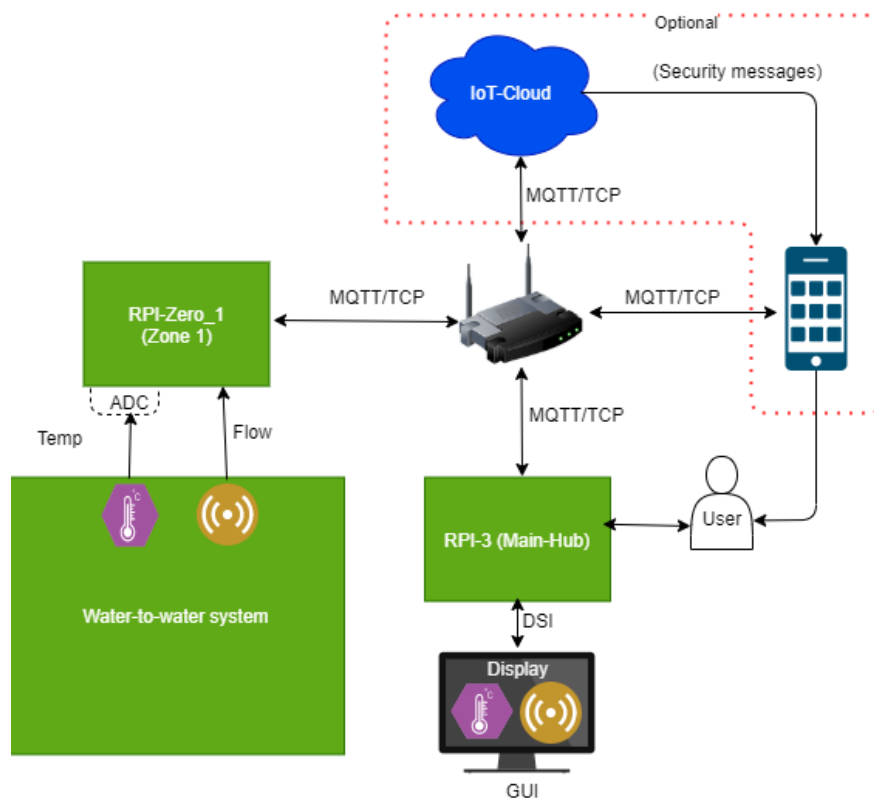 Optional
IoT-Cloud
(Security messages)
MQTT/TCP
RPI-Zero_1
(Zone 1)
MQTT/TCP
MQTT/TCP
ADC
Temp
Flow
MQTT/TCP
°C
Water-to-water system
RPI-3 (Main-Hub)
User
DSI
Display
°C
GUI